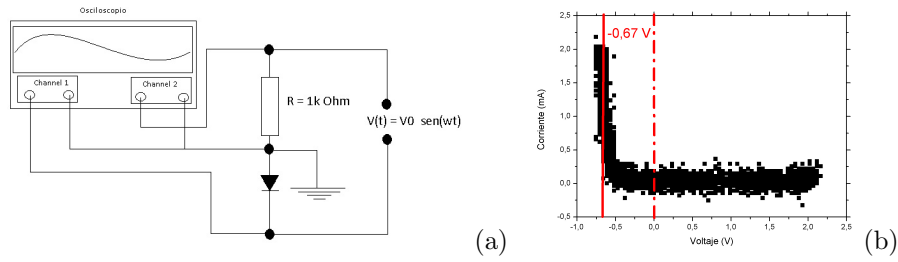 Osciloscopio
Channel 1
Channel 2
R = 1k Ohm
V(t) = V0 sen(wt)
(a)
2,5
2,0
1,5
1,0
0,5
0,0
-0,5
Corriente (mA)
-0,67 V
-1,0 -0,5 0,0 0,5 1,0 1,5 2,0 2,5
Voltaje (V)
(b)